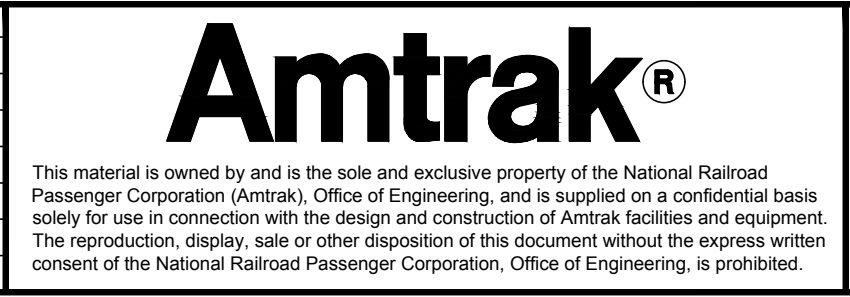 Amtrak®
This material is owned by and is the sole and exclusive property of the National Railroad
Passenger Corporation (Amtrak), Office of Engineering, and is supplied on a confidential basis
solely for use in connection with the design and construction of Amtrak facilities and equipment.
The reproduction, display, sale or other disposition of this document without the express written
consent of the National Railroad Passenger Corporation, Office of Engineering, is prohibited.